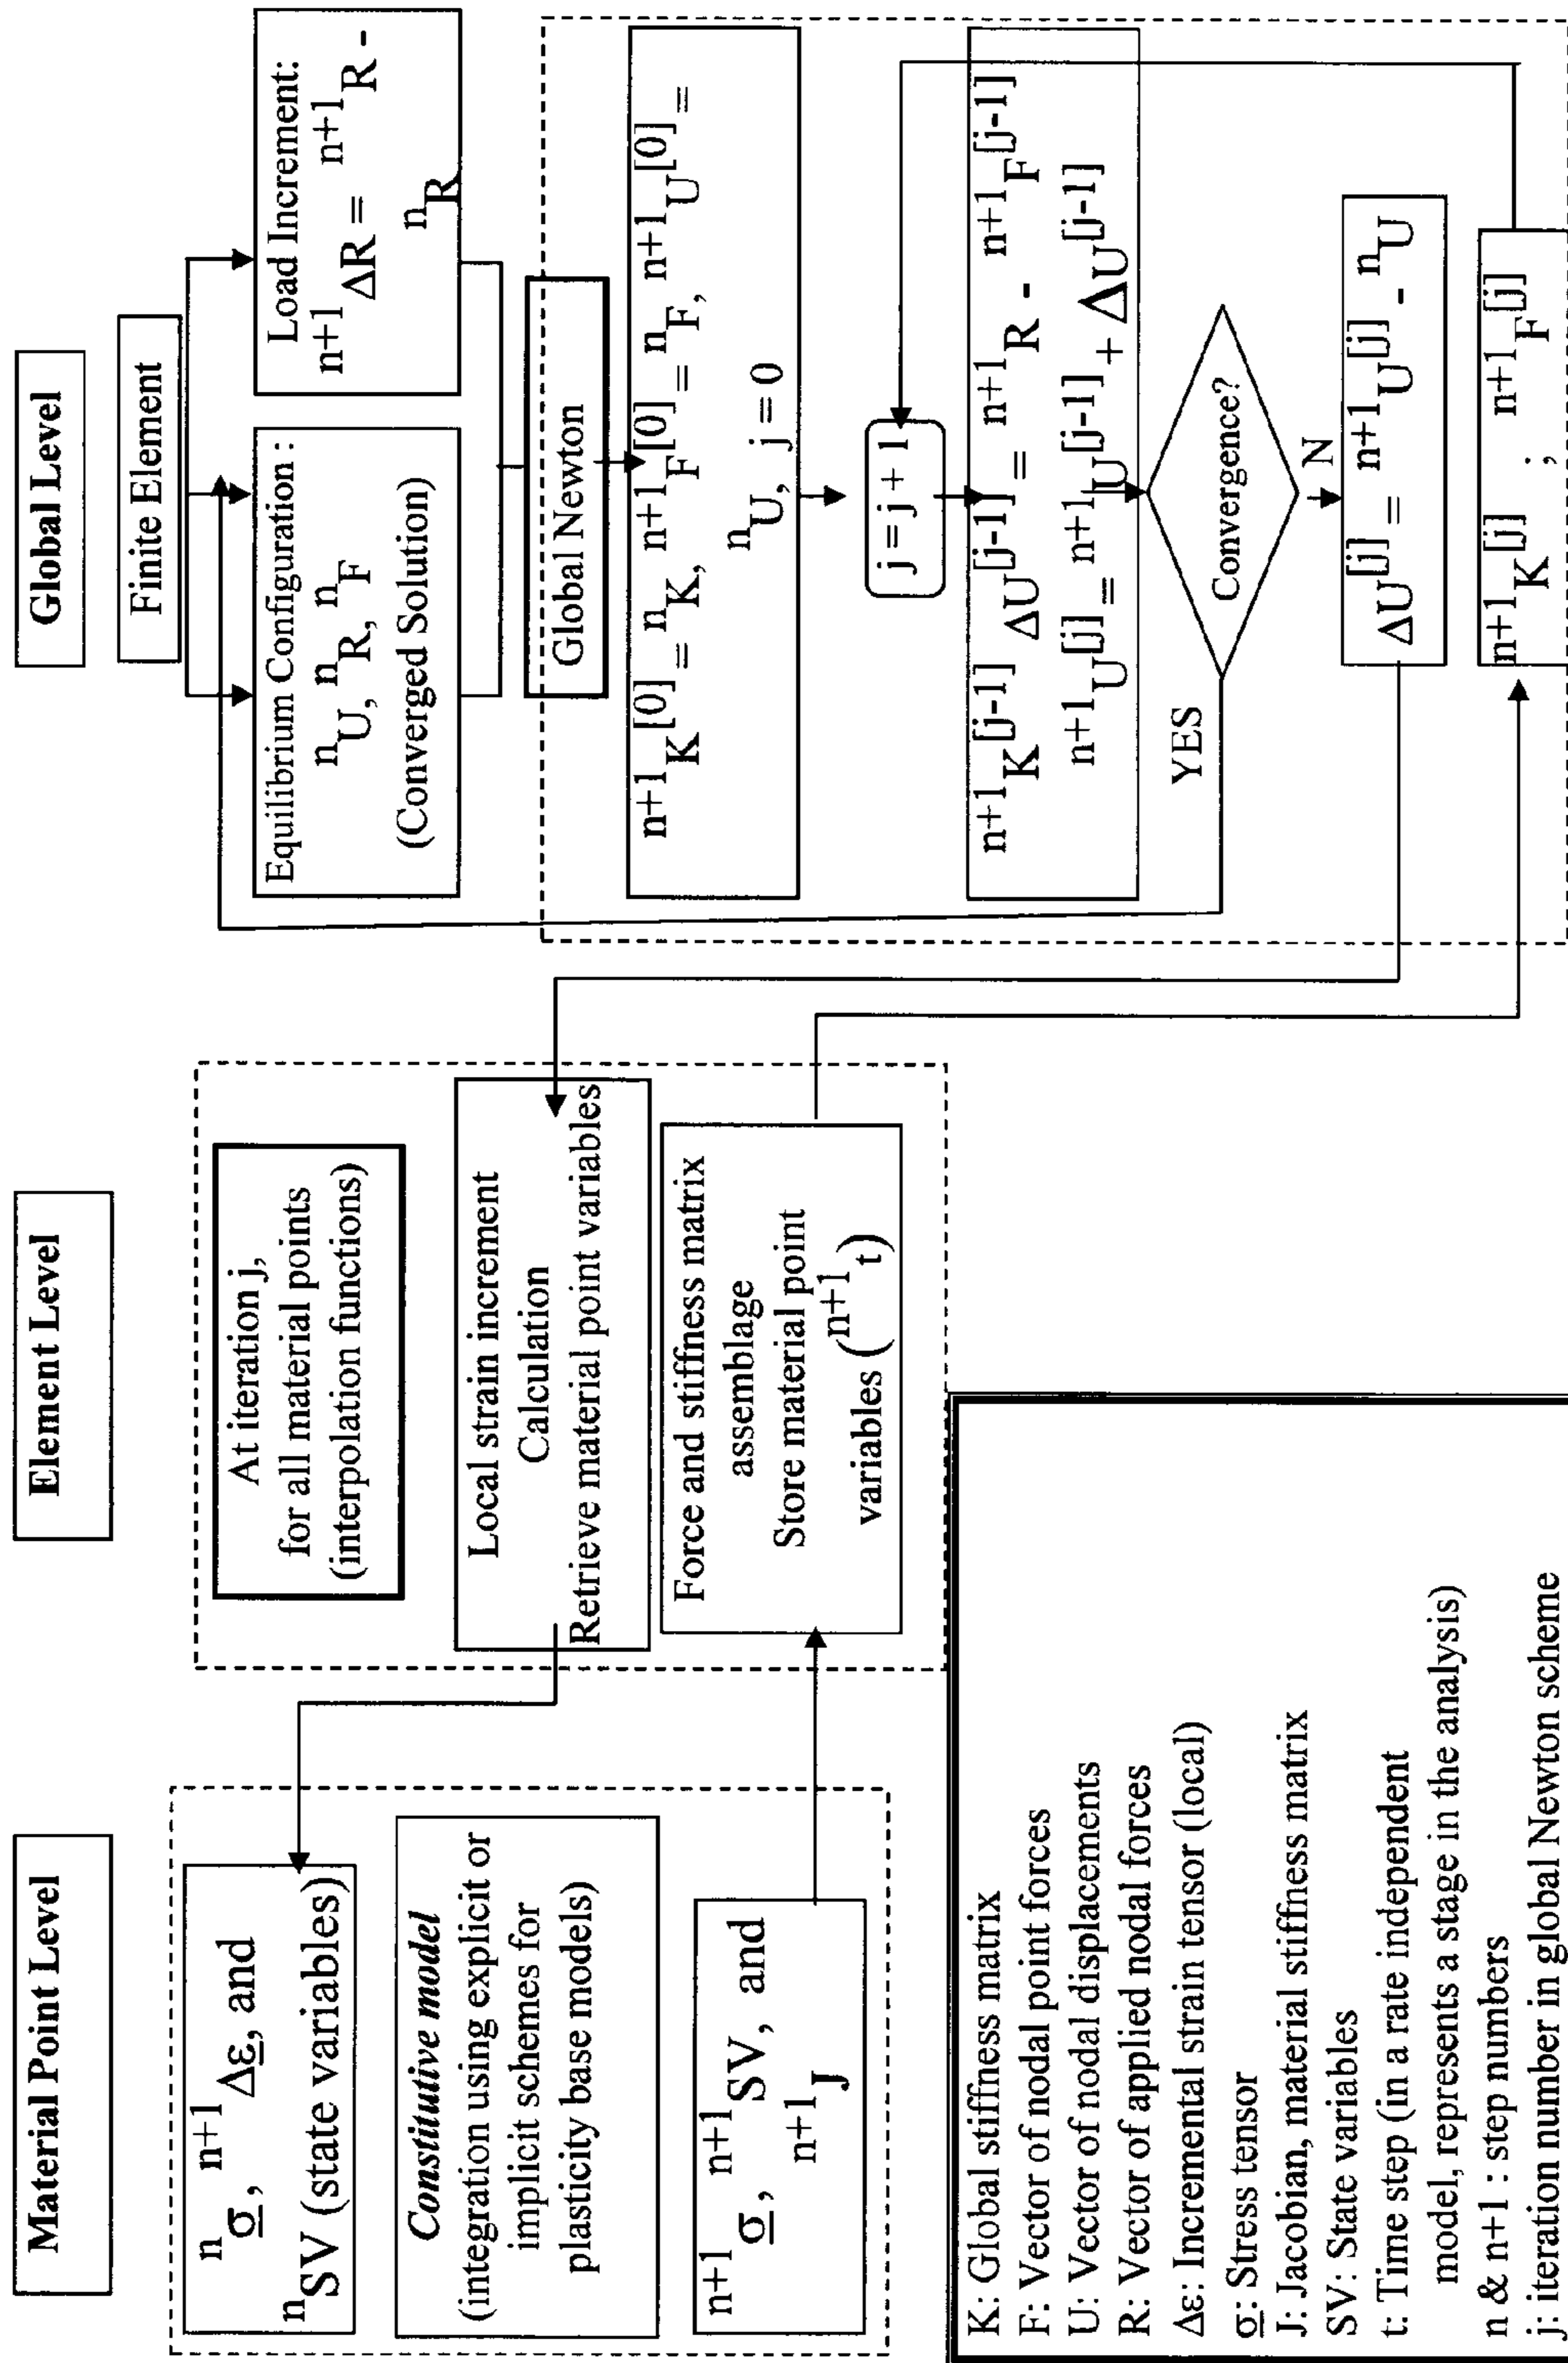 Material Point Level
ⁿσ̲, ⁿ⁺¹Δε̲, and
ⁿSV (state variables)
Constitutive model
(integration using explicit or
implicit schemes for
plasticity base models)
ⁿ⁺¹σ̲, ⁿ⁺¹SV, and
ⁿ⁺¹J
Element Level
At iteration j,
for all material points
(interpolation functions)
Local strain increment
Calculation
Retrieve material point variables
Force and stiffness matrix
assemblage
Store material point
variables (ⁿ⁺¹t)
Global Level
Finite Element
Equilibrium Configuration :
ⁿU, ⁿR, ⁿF
(Converged Solution)
Load Increment:
ⁿ⁺¹ΔR = ⁿ⁺¹R -
ⁿR
Global Newton
ⁿ⁺¹K[0] = ⁿK, ⁿ⁺¹F[0] = ⁿF, ⁿ⁺¹U[0] =
ⁿU, j = 0
j = j + 1
ⁿ⁺¹K[j-1] ΔU[j-1] = ⁿ⁺¹R - ⁿ⁺¹F[j-1]
ⁿ⁺¹U[j] = ⁿ⁺¹U[j-1] + ΔU[j-1]
Convergence?
YES
N
ΔU[j] = ⁿ⁺¹U[j] - ⁿU
ⁿ⁺¹K[j] ; ⁿ⁺¹F[j]
K: Global stiffness matrix
F: Vector of nodal point forces
U: Vector of nodal displacements
R: Vector of applied nodal forces
Δε: Incremental strain tensor (local)
σ̲: Stress tensor
J: Jacobian, material stiffness matrix
SV: State variables
t: Time step (in a rate independent
model, represents a stage in the analysis)
n & n+1 : step numbers
j: iteration number in global Newton scheme